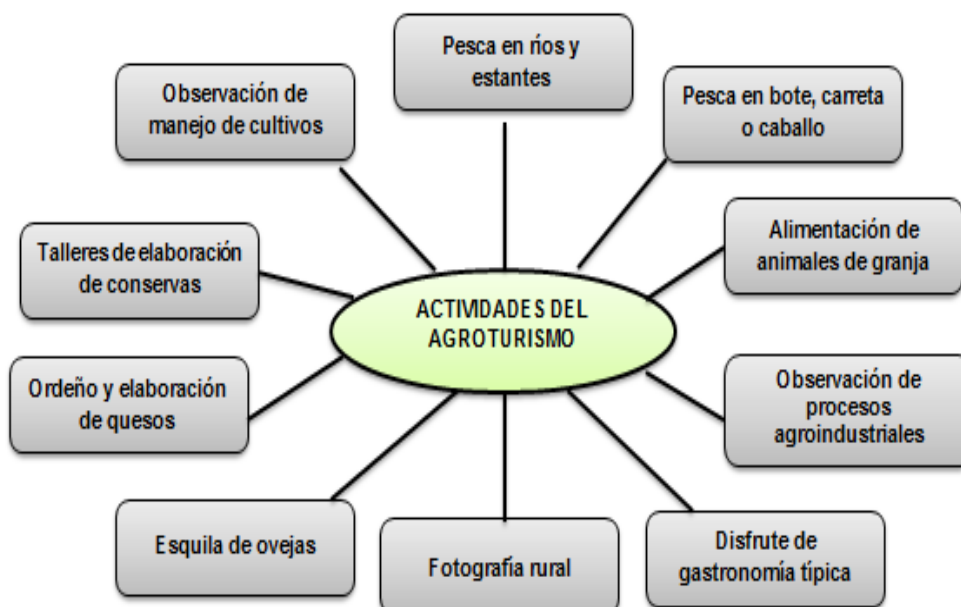 Pesca en ríos y
estantes
Observación de
manejo de cultivos
Pesca en bote, carreta
o caballo
Talleres de elaboración
de conservas
Alimentación de
animales de granja
ACTIVIDADES DEL
AGROTURISMO
Ordeño y elaboración
de quesos
Observación de
procesos
agroindustriales
Esquila de ovejas
Fotografía rural
Disfrute de
gastronomía típica